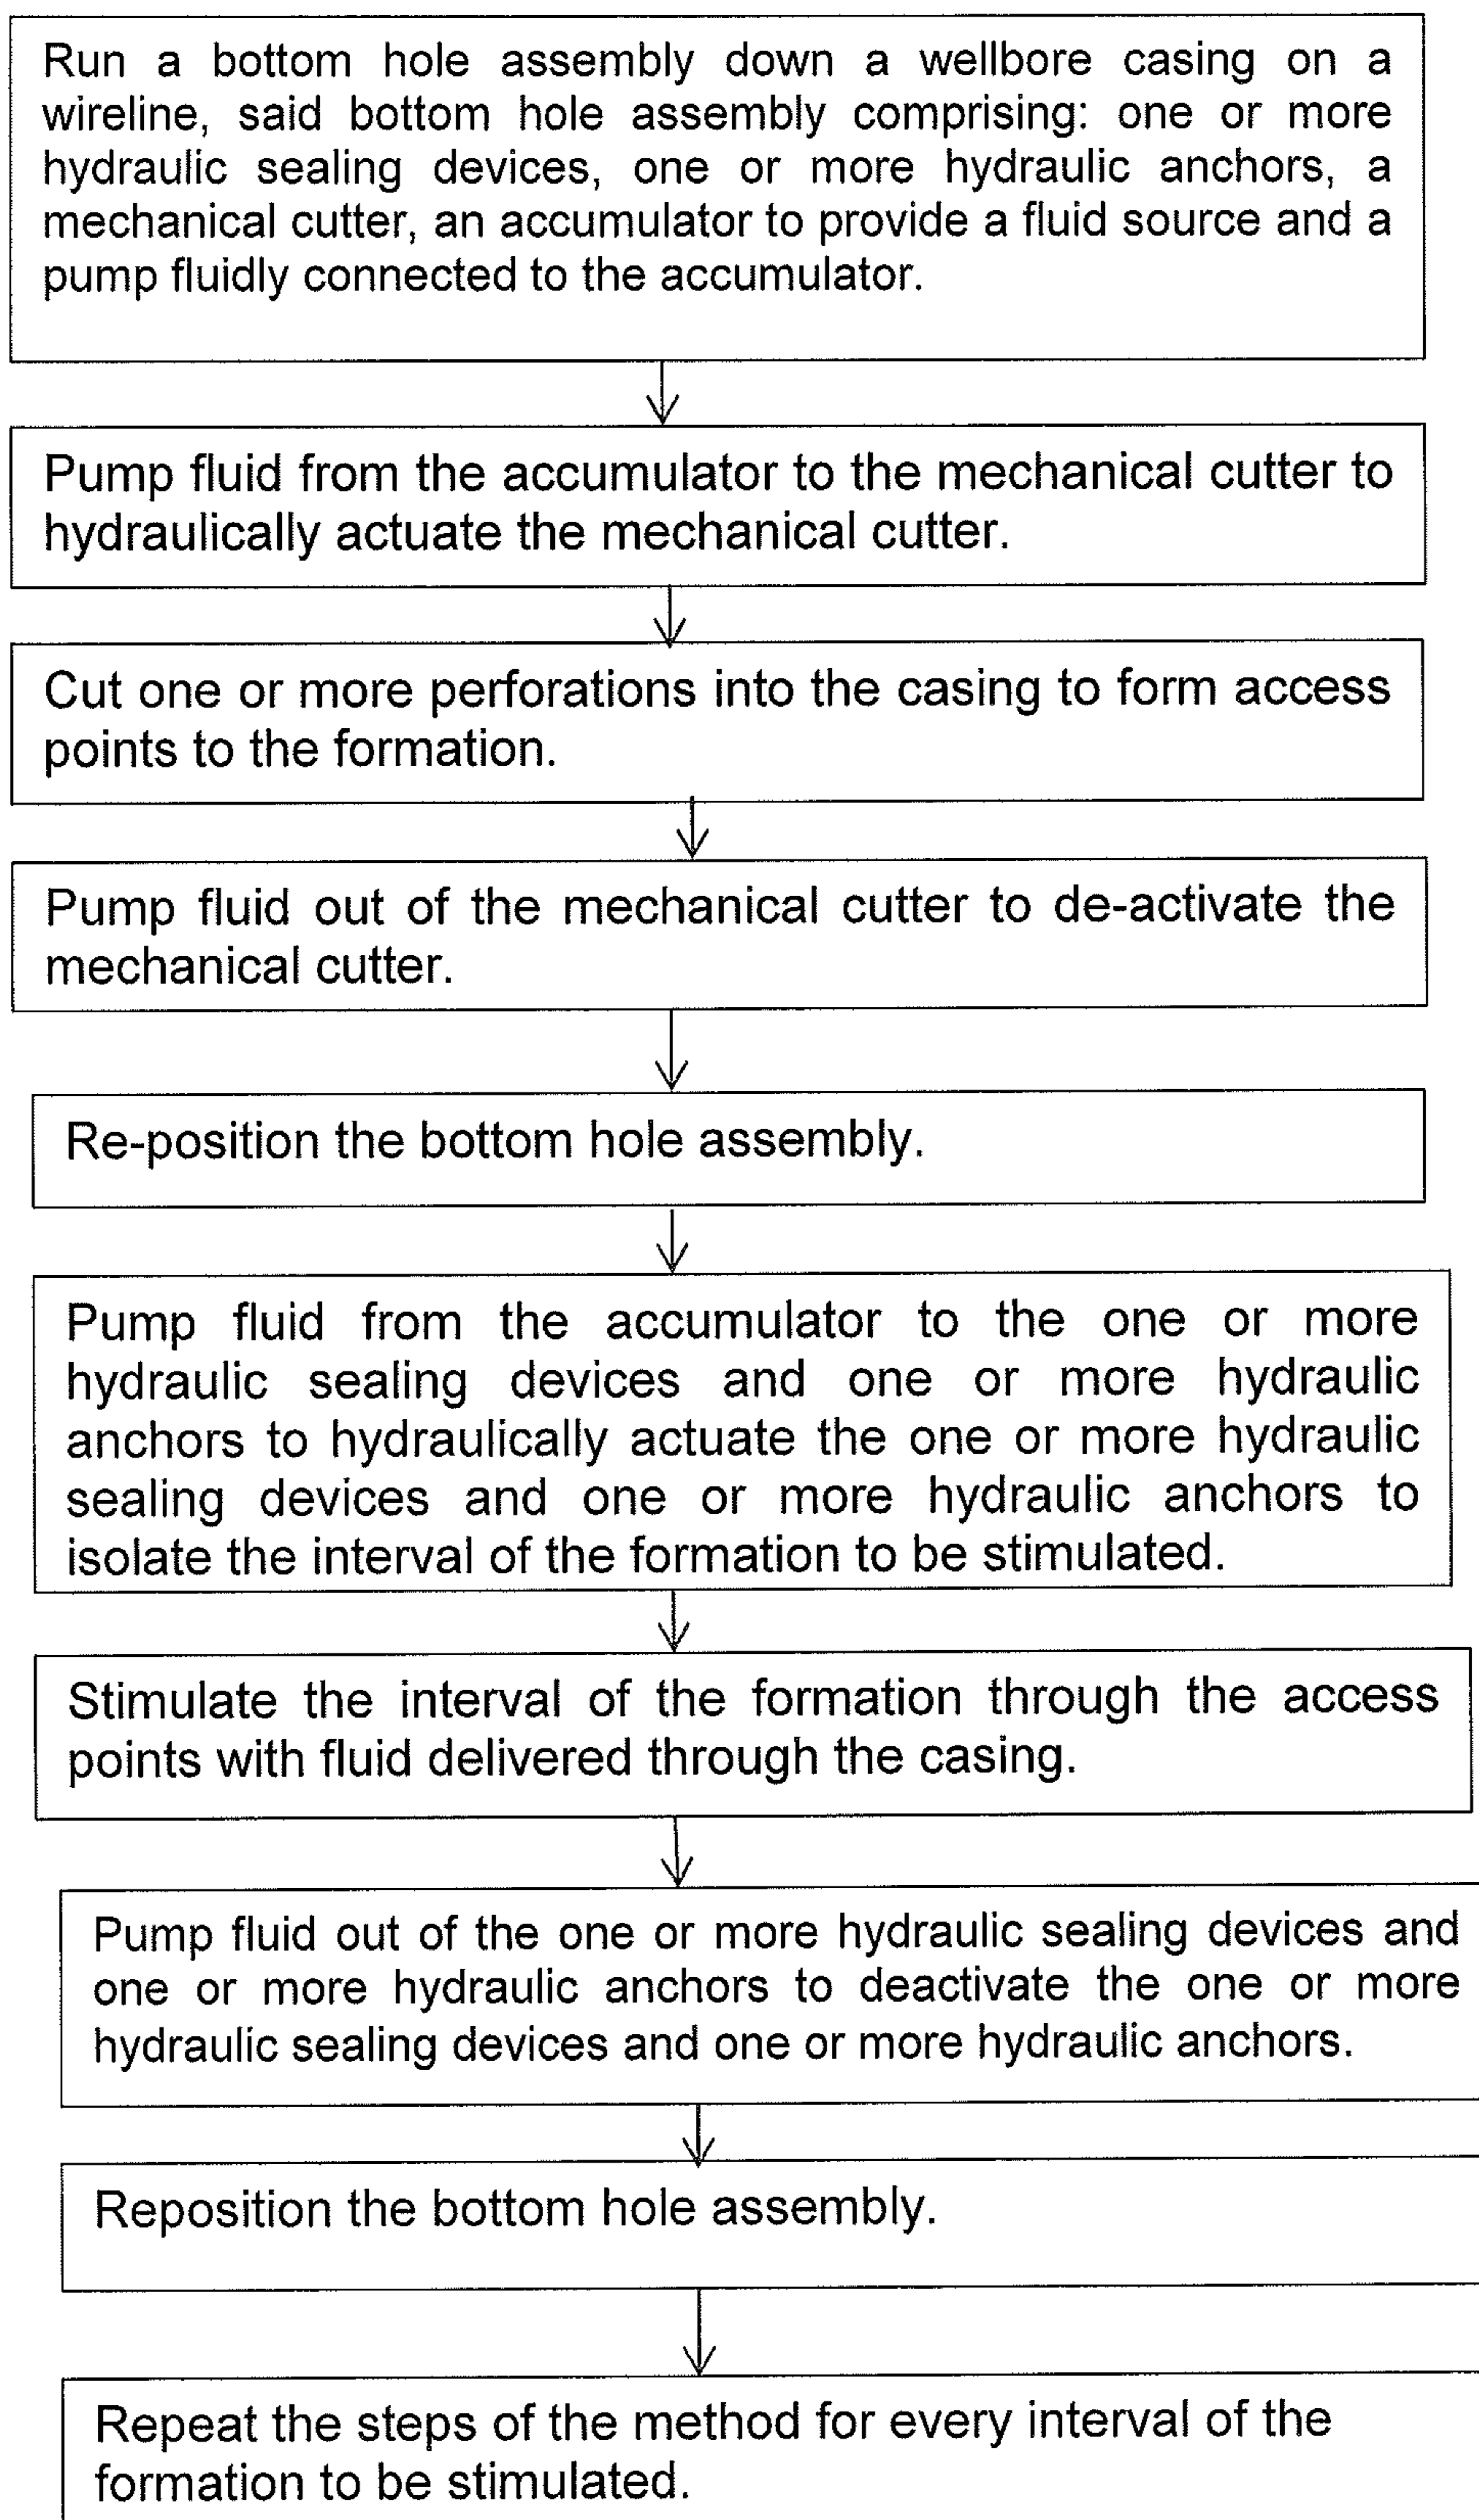 Run a bottom hole assembly down a wellbore casing on a
wireline, said bottom hole assembly comprising: one or more
hydraulic sealing devices, one or more hydraulic anchors, a
mechanical cutter, an accumulator to provide a fluid source and a
pump fluidly connected to the accumulator.
Pump fluid from the accumulator to the mechanical cutter to
hydraulically actuate the mechanical cutter.
Cut one or more perforations into the casing to form access
points to the formation.
Pump fluid out of the mechanical cutter to de-activate the
mechanical cutter.
Re-position the bottom hole assembly.
Pump fluid from the accumulator to the one or more
hydraulic sealing devices and one or more hydraulic
anchors to hydraulically actuate the one or more hydraulic
sealing devices and one or more hydraulic anchors to
isolate the interval of the formation to be stimulated.
Stimulate the interval of the formation through the access
points with fluid delivered through the casing.
Pump fluid out of the one or more hydraulic sealing devices and
one or more hydraulic anchors to deactivate the one or more
hydraulic sealing devices and one or more hydraulic anchors.
Reposition the bottom hole assembly.
Repeat the steps of the method for every interval of the
formation to be stimulated.